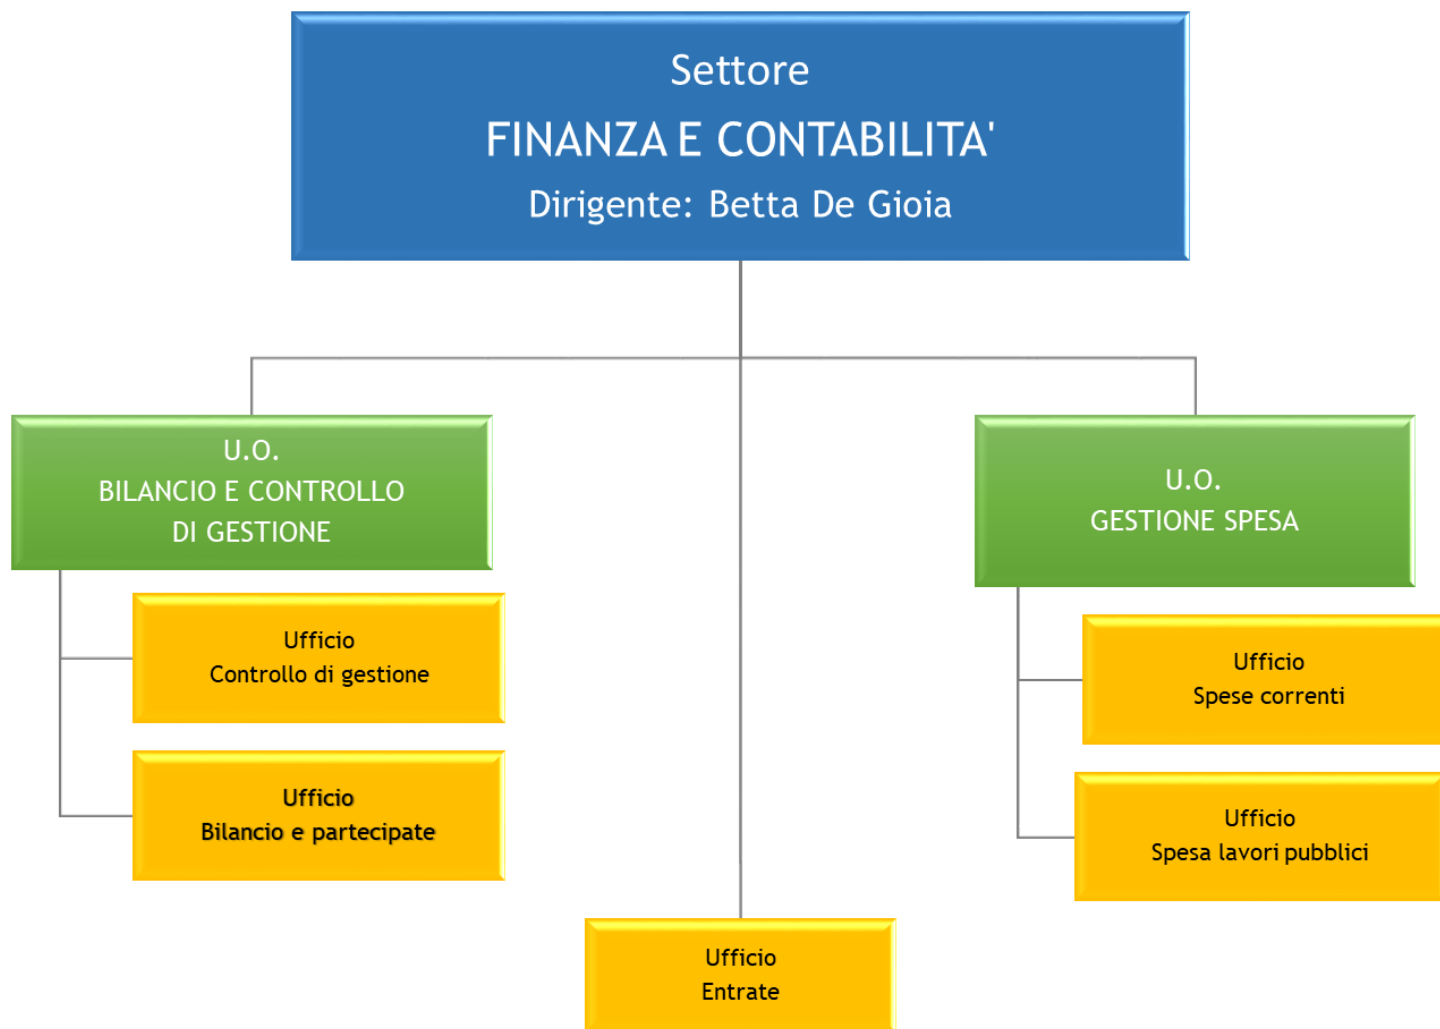 Settore
FINANZA E CONTABILITA'
Dirigente: Betta De Gioia
U.O.
BILANCIO E CONTROLLO
DI GESTIONE
Ufficio
Controllo di gestione
Ufficio
Bilancio e partecipate
U.O.
GESTIONE SPESA
Ufficio
Spese correnti
Ufficio
Spesa lavori pubblici
Ufficio
Entrate